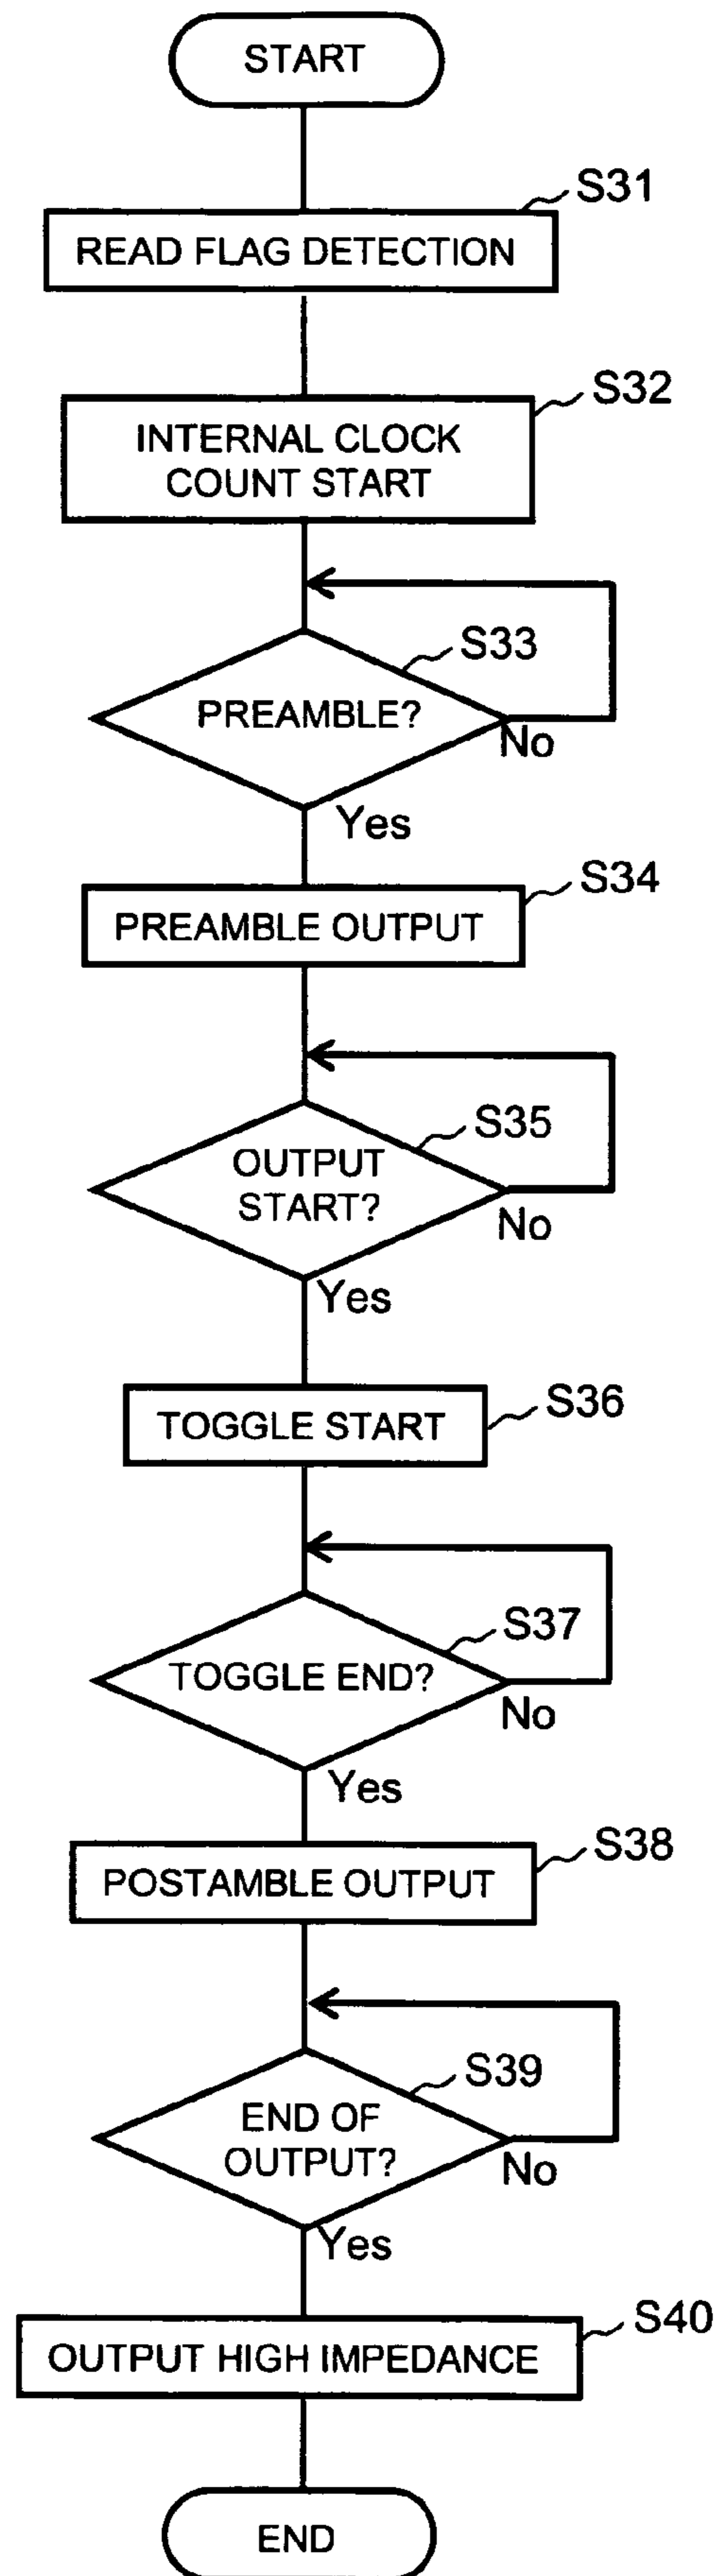 START
S31
READ FLAG DETECTION
S32
INTERNAL CLOCK
COUNT START
S33
PREAMBLE?
No
Yes
S34
PREAMBLE OUTPUT
S35
OUTPUT
START?
No
Yes
S36
TOGGLE START
S37
TOGGLE END?
No
Yes
S38
POSTAMBLE OUTPUT
S39
END OF
OUTPUT?
No
Yes
S40
OUTPUT HIGH IMPEDANCE
END